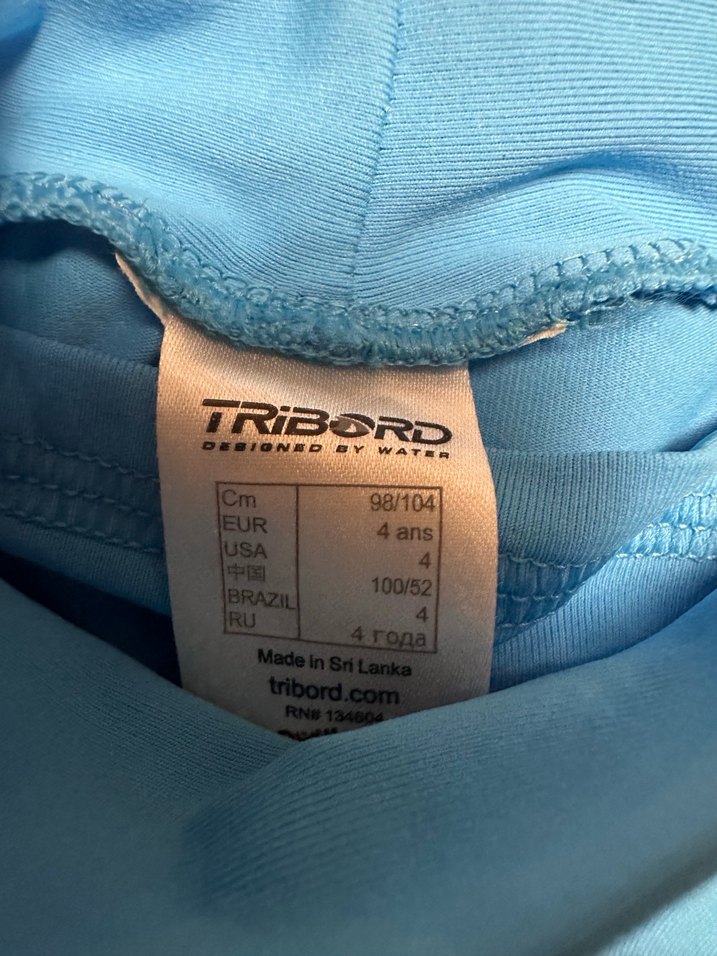 TRIBORD
DESIGNED BY WATER
Cm 98/104
EUR 4 ans
USA 4
中国 100/52
BRAZIL 4
RU 4 года
Made in Sri Lanka
tribord.com
RN# 134604